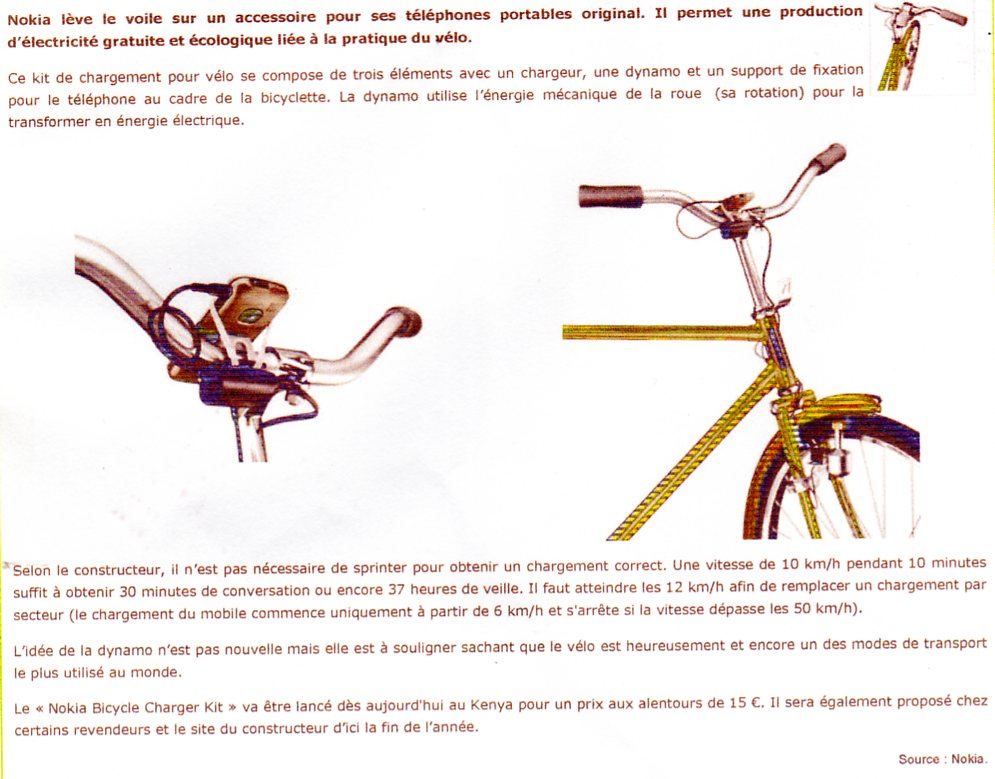 Nokia lève le voile sur un accessoire pour ses téléphones portables original. Il permet une production
d'électricité gratuite et écologique liée à la pratique du vélo.
Ce kit de chargement pour vélo se compose de trois éléments avec un chargeur, une dynamo et un support de fixation
pour le téléphone au cadre de la bicyclette. La dynamo utilise l'énergie mécanique de la roue (sa rotation) pour la
transformer en énergie électrique.
Selon le constructeur, il n'est pas nécessaire de sprinter pour obtenir un chargement correct. Une vitesse de 10 km/h pendant 10 minutes
suffit à obtenir 30 minutes de conversation ou encore 37 heures de veille. Il faut atteindre les 12 km/h afin de remplacer un chargement par
secteur (le chargement du mobile commence uniquement à partir de 6 km/h et s'arrête si la vitesse dépasse les 50 km/h).
L'idée de la dynamo n'est pas nouvelle mais elle est à souligner sachant que le vélo est heureusement et encore un des modes de transport
le plus utilisé au monde.
Le « Nokia Bicycle Charger Kit » va être lancé dès aujourd'hui au Kenya pour un prix aux alentours de 15 €. Il sera également proposé chez
certains revendeurs et le site du constructeur d'ici la fin de l'année.
Source : Nokia.